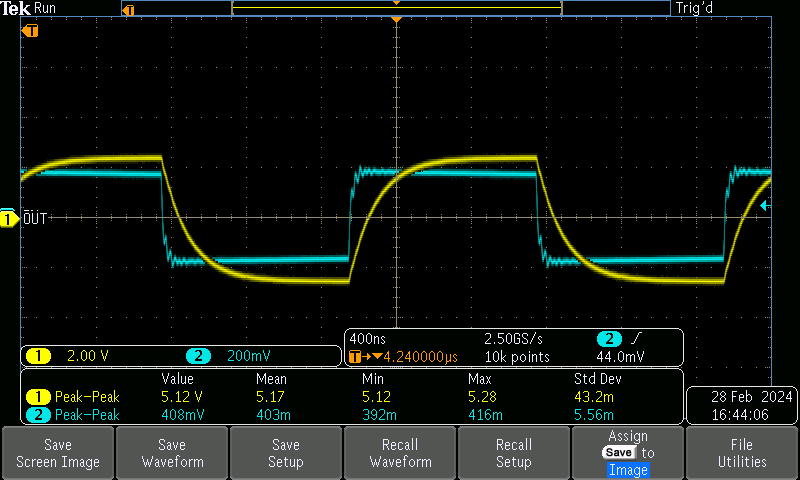 Tek Run Trig'd
T
T
1 OUT
1 2.00 V 2 200mV
400ns 2.50GS/s 2
T→▼4.240000µs 10k points 44.0mV
Value Mean Min Max Std Dev
1 Peak-Peak 5.12 V 5.17 5.12 5.28 43.2m
2 Peak-Peak 408mV 403m 392m 416m 5.56m
28 Feb 2024
16:44:06
Save
Screen Image
Save
Waveform
Save
Setup
Recall
Waveform
Recall
Setup
Assign
Save to
Image
File
Utilities